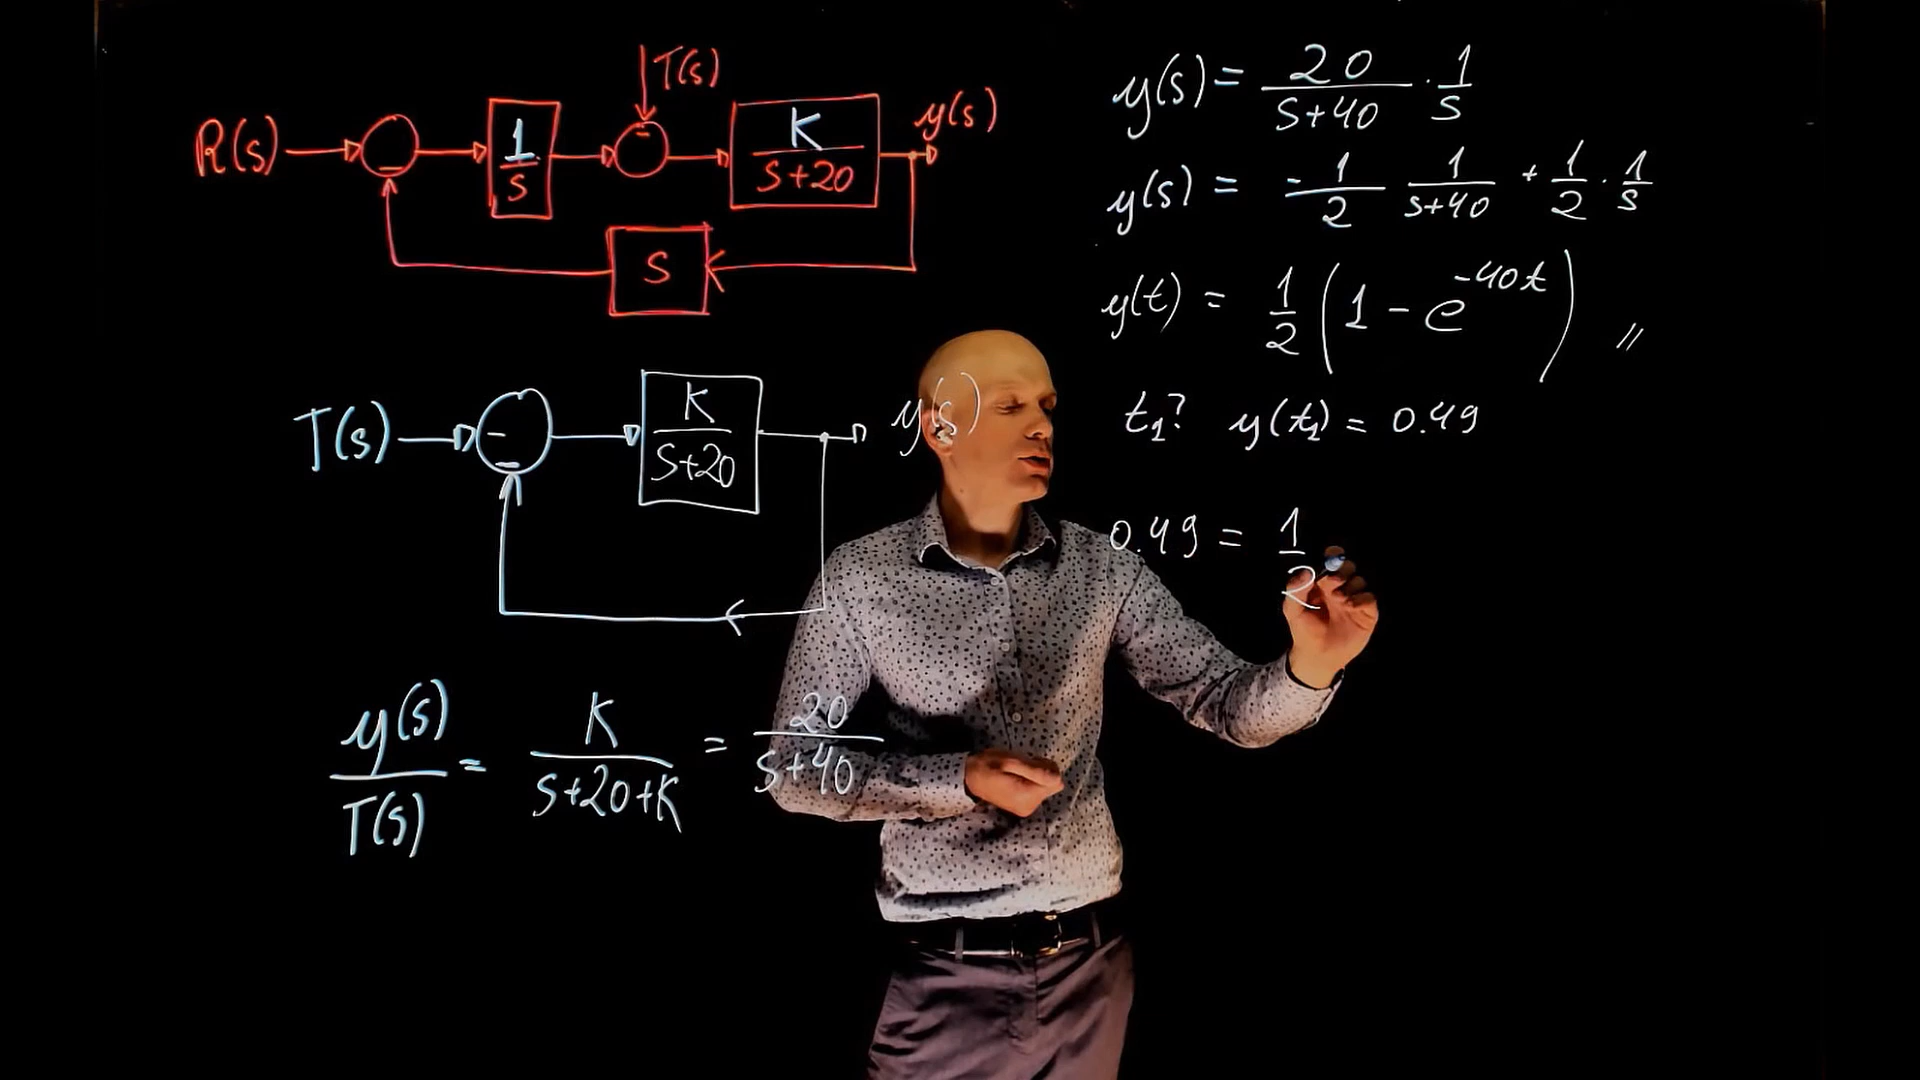 R(s)
1/s
T(s)
-
K/(s+20)
y(s)
-
s
T(s)
-
-
K/(s+20)
y(s)
y(s)/T(s) = K/(s+20+K) = 20/(s+40)
y(s) = 20/(s+40) · 1/s
y(s) = -1/2 1/(s+40) + 1/2 · 1/s
y(t) = 1/2 (1 - e^-40t) //
t₁? y(t₁) = 0.49
0.49 = 1/2